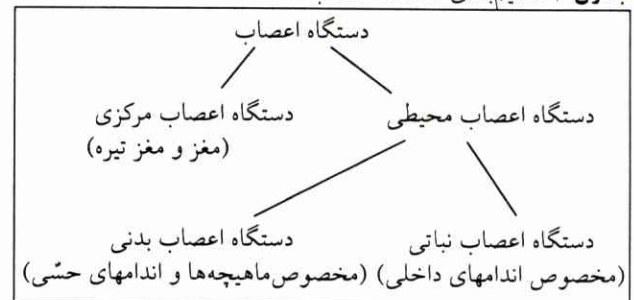 دستگاه اعصاب
دستگاه اعصاب محیطی
دستگاه اعصاب مرکزی
(مغز و مغز تیره)
دستگاه اعصاب نباتی
(مخصوص اندامهای داخلی)
دستگاه اعصاب بدنی
(مخصوص ماهیچه‌ها و اندامهای حسّی)